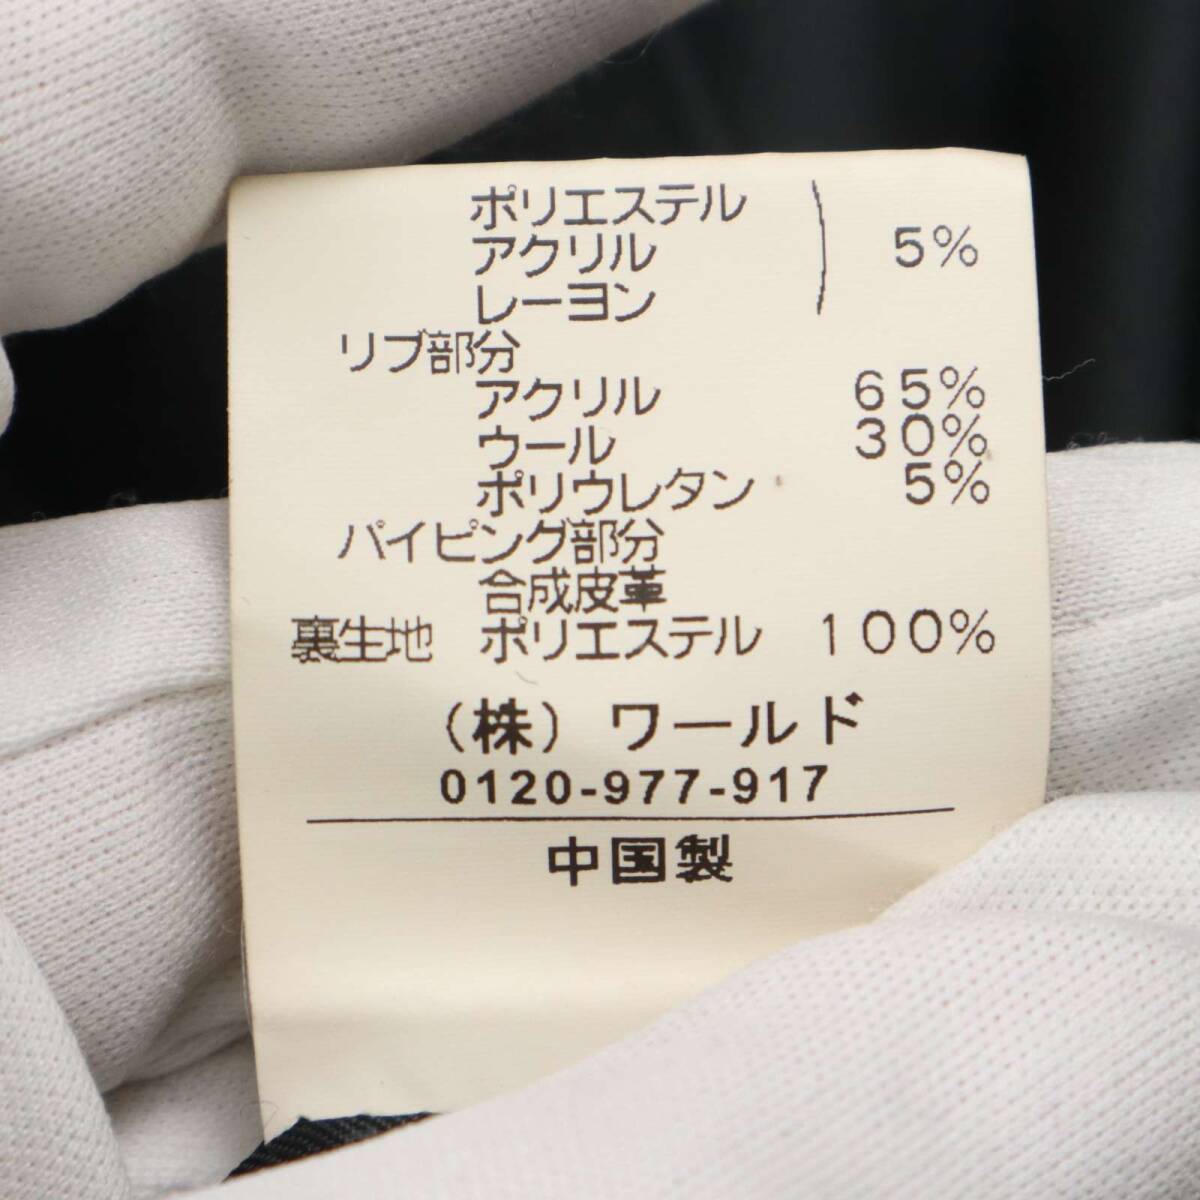 ポリエステル
アクリル ) 5%
レーヨン
リブ部分
アクリル 65%
ウール 30%
ポリウレタン 5%
パイピング部分
合成皮革
裏生地 ポリエステル 100%
(株) ワールド
0120-977-917
中国製